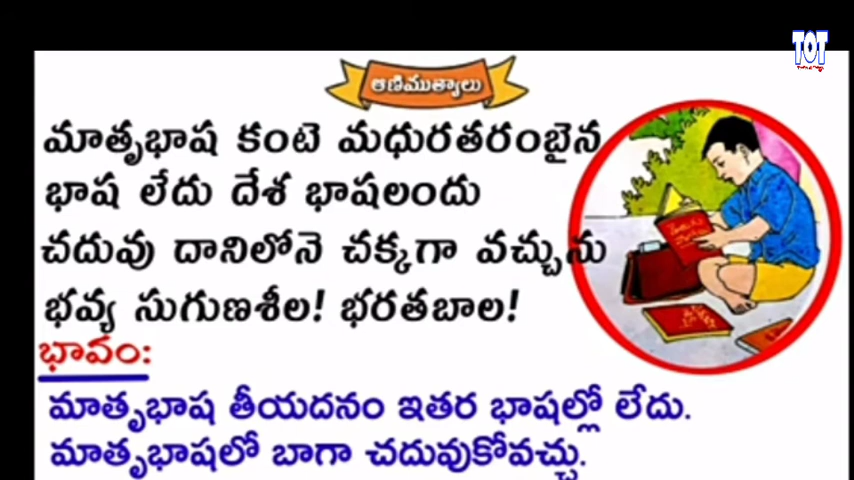 TOT
ఆణిముత్యాలు
మాతృభాష కంటె మధురతరంబైన
భాష లేదు దేశ భాషలందు
చదువు దానిలోనె చక్కగా వచ్చును
భవ్య సుగుణశీల! భరతబాల!
భావం:
మాతృభాష తీయదనం ఇతర భాషల్లో లేదు.
మాతృభాషలో బాగా చదువుకోవచ్చు.